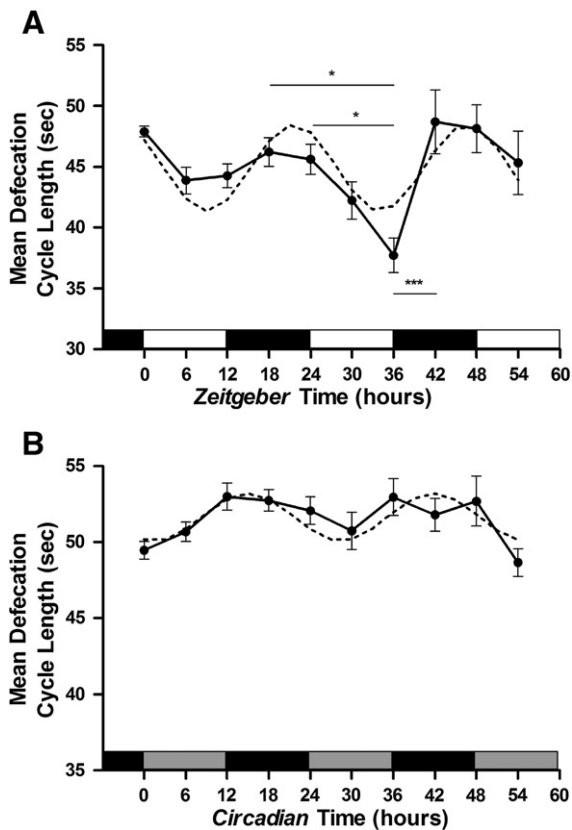 A
Mean Defecation
Cycle Length (sec)
55
50
45
40
35
30
*
*
***
0 6 12 18 24 30 36 42 48 54 60
Zeitgeber Time (hours)
B
Mean Defecation
Cycle Length (sec)
55
50
45
40
35
0 6 12 18 24 30 36 42 48 54 60
Circadian Time (hours)